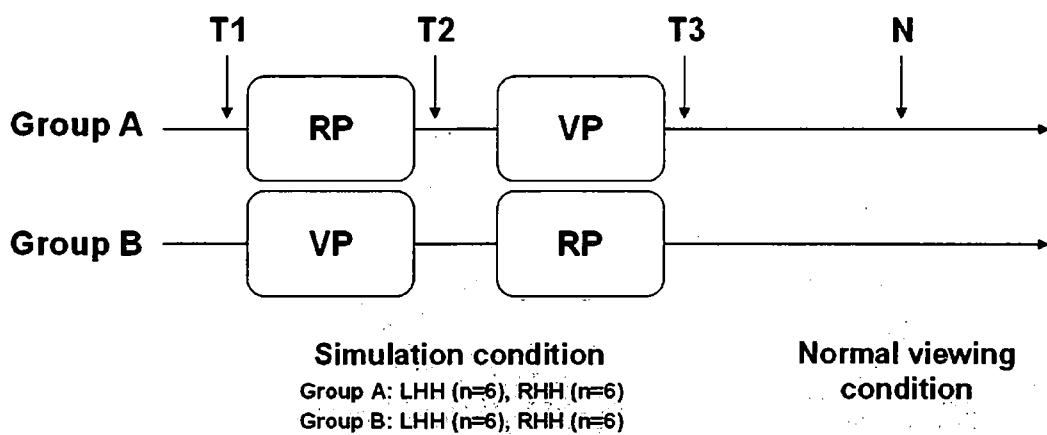 T1 T2 T3 N
Group A RP VP
Group B VP RP
Simulation condition
Group A: LHH (n=6), RHH (n=6)
Group B: LHH (n=6), RHH (n=6)
Normal viewing
condition